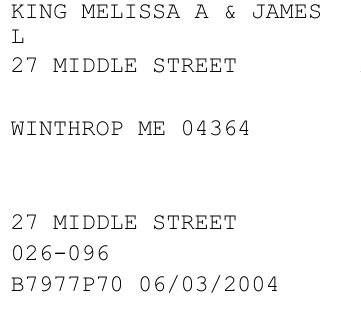 KING MELISSA A & JAMES
L
27 MIDDLE STREET
WINTHROP ME 04364
27 MIDDLE STREET
026-096
B7977P70 06/03/2004